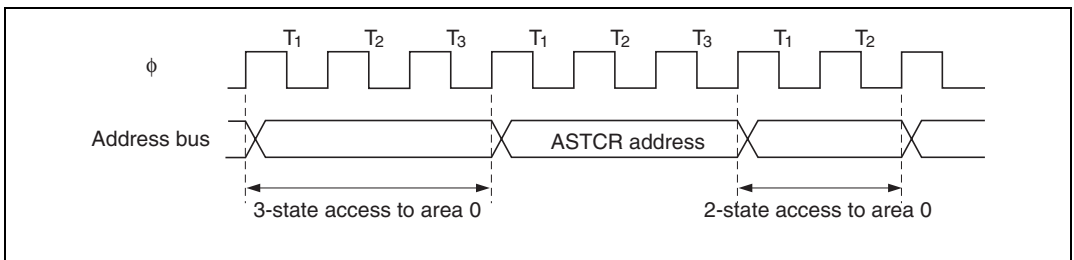 T1 T2 T3 T1 T2 T3 T1 T2
ϕ
Address bus
ASTCR address
3-state access to area 0
2-state access to area 0